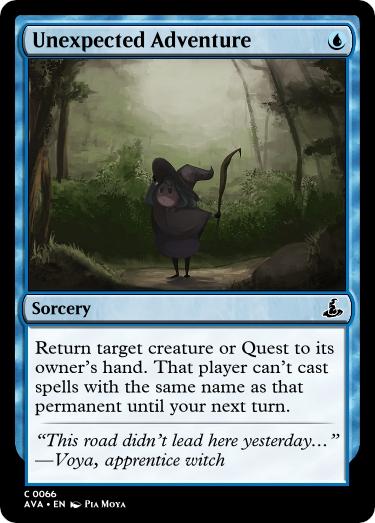 Unexpected Adventure
Sorcery
Return target creature or Quest to its
owner's hand. That player can't cast
spells with the same name as that
permanent until your next turn.
“This road didn't lead here yesterday…”
—Voya, apprentice witch
C 0066
AVA • EN Pia Moya